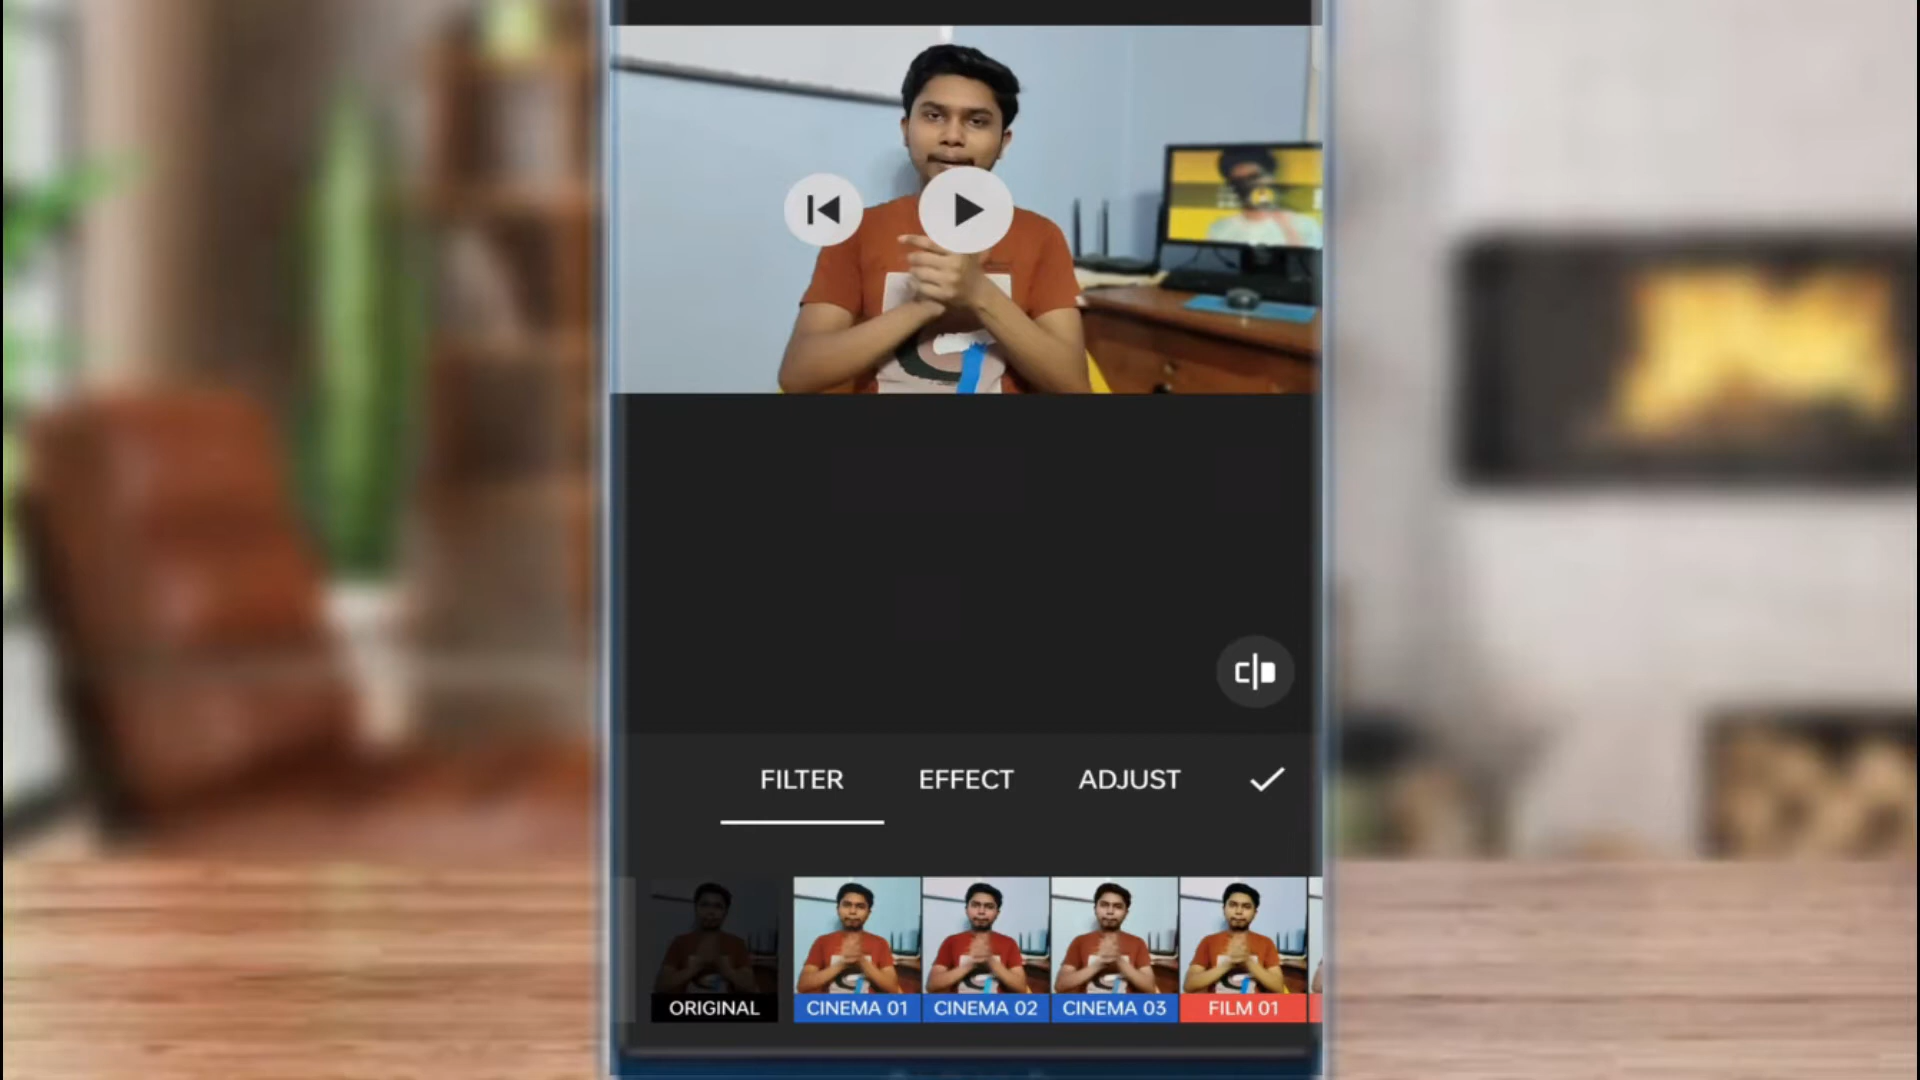 FILTER EFFECT ADJUST
ORIGINAL CINEMA 01 CINEMA 02 CINEMA 03 FILM 01